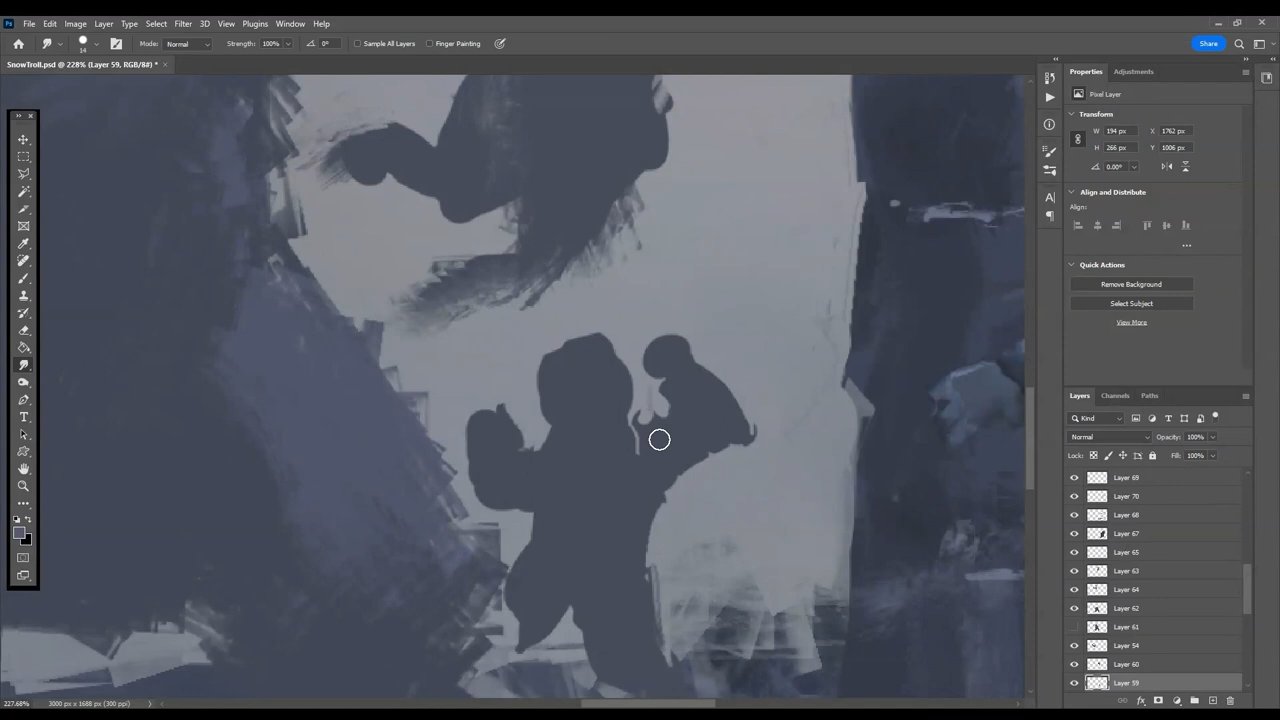 Ps File Edit Image Layer Type Select Filter 3D View Plugins Window Help
14 Mode: Normal Strength: 100% 0° Sample All Layers Finger Painting Share
SnowTroll.psd @ 228% (Layer 59, RGB/8#) *
Properties Adjustments
Pixel Layer
Transform
W 194 px X 1762 px
H 266 px Y 1006 px
0.00°
Align and Distribute
Align:
Quick Actions
Remove Background
Select Subject
View More
Layers Channels Paths
Kind
Normal Opacity: 100%
Lock: Fill: 100%
Layer 69
Layer 70
Layer 68
Layer 67
Layer 65
Layer 63
Layer 64
Layer 62
Layer 61
Layer 54
Layer 60
Layer 59
227.68% 3000 px x 1688 px (300 ppi)